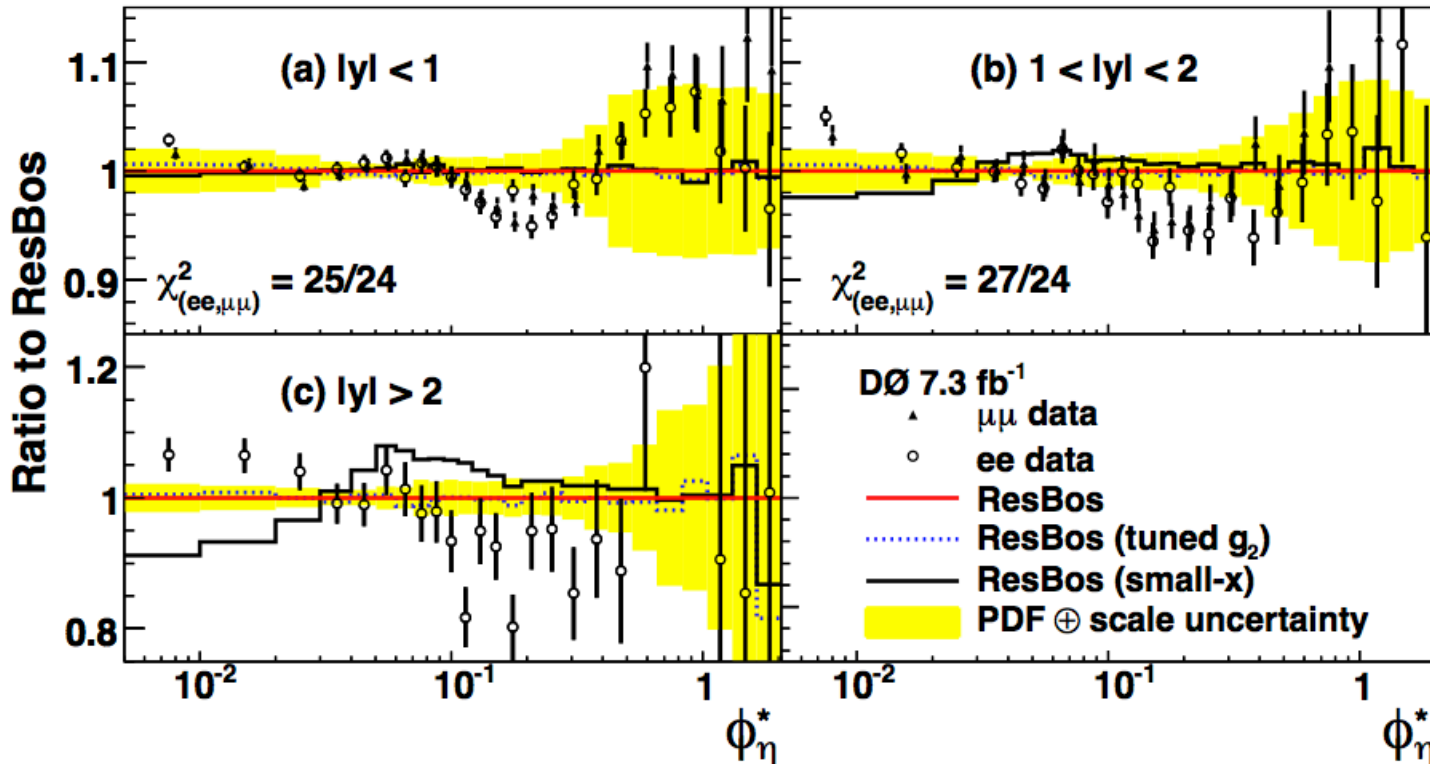 Ratio to ResBos
(a) |y| < 1
(b) 1 < |y| < 2
1.1
1
0.9
χ²(ee,μμ) = 25/24
χ²(ee,μμ) = 27/24
(c) |y| > 2
1.2
1
0.8
DØ 7.3 fb⁻¹
μμ data
ee data
ResBos
ResBos (tuned g₂)
ResBos (small-x)
PDF ⊕ scale uncertainty
10⁻² 10⁻¹ 1
10⁻² 10⁻¹ 1
ϕ*η
ϕ*η